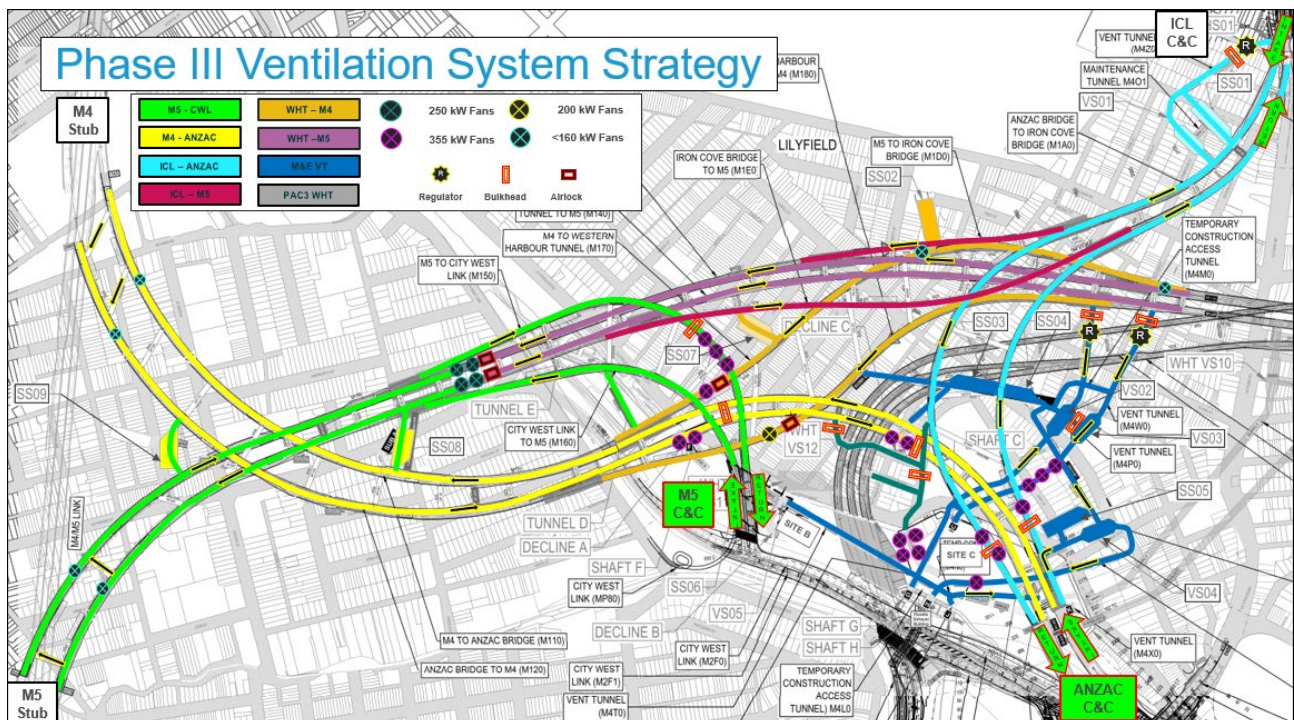 Phase III Ventilation System Strategy
M4
Stub
M5 - CWL
WHT – M4
250 kW Fans
200 kW Fans
M4 - ANZAC
WHT –M5
355 kW Fans
<160 kW Fans
ICL – ANZAC
M&E VT
ICL – M5
PAC3 WHT
R
Regulator
Bulkhead
Airlock
ICL
C&C
HS01
VENT TUNNEL
R
INTAKE
RETURN
MAINTENANCE
TUNNEL M4O1
SS01
VS01
HARBOUR
M4 (M180)
ANZAC BRIDGE
TO IRON COVE
BRIDGE (M1A0)
LILYFIELD
M5 TO IRON COVE
BRIDGE (M1D0)
IRON COVE BRIDGE
TO M5 (M1E0)
SS02
TUNNEL TO M5 (M140)
M4 TO WESTERN
HARBOUR TUNNEL (M170)
TEMPORARY
CONSTRUCTION
ACCESS
TUNNEL (M4M0)
M5 TO CITY WEST
LINK (M150)
DECLINE C
SS03
SS04
SS07
R
R
WHT VS10
SS09
TUNNEL E
VS02
VENT TUNNEL
(M4W0)
CITY WEST
LINK TO M5 (M160)
SS08
WHT
VS12
SHAFT C
VS03
VENT TUNNEL
(M4P0)
M5
C&C
INTAKE
RETURN
SS05
M4/M5 LINK
TUNNEL D
DECLINE A
SITE B
SITE C
SHAFT F
CITY WEST
LINK (MP80)
SS06
VS05
VS04
M4 TO ANZAC BRIDGE (M110)
DECLINE B
SHAFT G
SHAFT H
ANZAC BRIDGE TO M4 (M120)
CITY WEST
LINK (M2F1)
CITY WEST
LINK (M2F0)
VENT TUNNEL
(M4X0)
RETURN
INTAKE
M5
Stub
VENT TUNNEL
(M4T0)
TEMPORARY
CONSTRUCTION
ACCESS
TUNNEL) M4L0
ANZAC
C&C